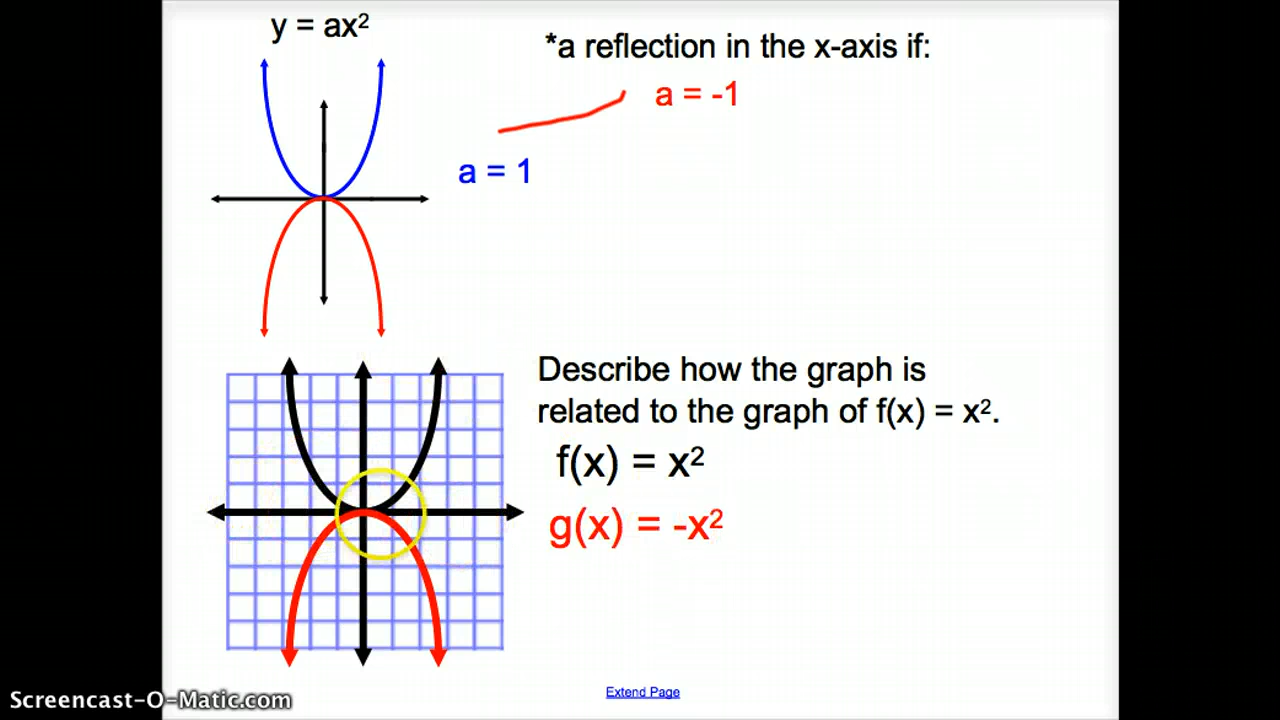 y = ax²
*a reflection in the x-axis if:
a = -1
a = 1
Describe how the graph is
related to the graph of f(x) = x².
f(x) = x²
g(x) = -x²
Extend Page
Screencast-O-Matic.com